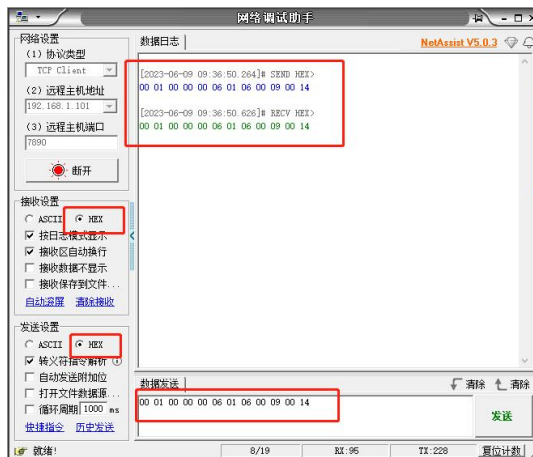 网络调试助手
网络设置
(1) 协议类型
TCP Client
(2) 远程主机地址
192.168.1.101
(3) 远程主机端口
7890
断开
接收设置
ASCII HEX
按日志模式显示
接收区自动换行
接收数据不显示
接收保存到文件...
自动滚屏 清除接收
发送设置
ASCII HEX
转义符指令解析
自动发送附加位
打开文件数据源...
循环周期 1000 ms
快捷指令 历史发送
数据日志
NetAssist V5.0.3
[2023-06-09 09:36:50.264]# SEND HEX>
00 01 00 00 00 06 01 06 00 09 00 14
[2023-06-09 09:36:50.626]# RECV HEX>
00 01 00 00 00 06 01 06 00 09 00 14
数据发送
清除 清除
00 01 00 00 00 06 01 06 00 09 00 14
发送
就绪!
8/19
RX:95
TX:228
复位计数